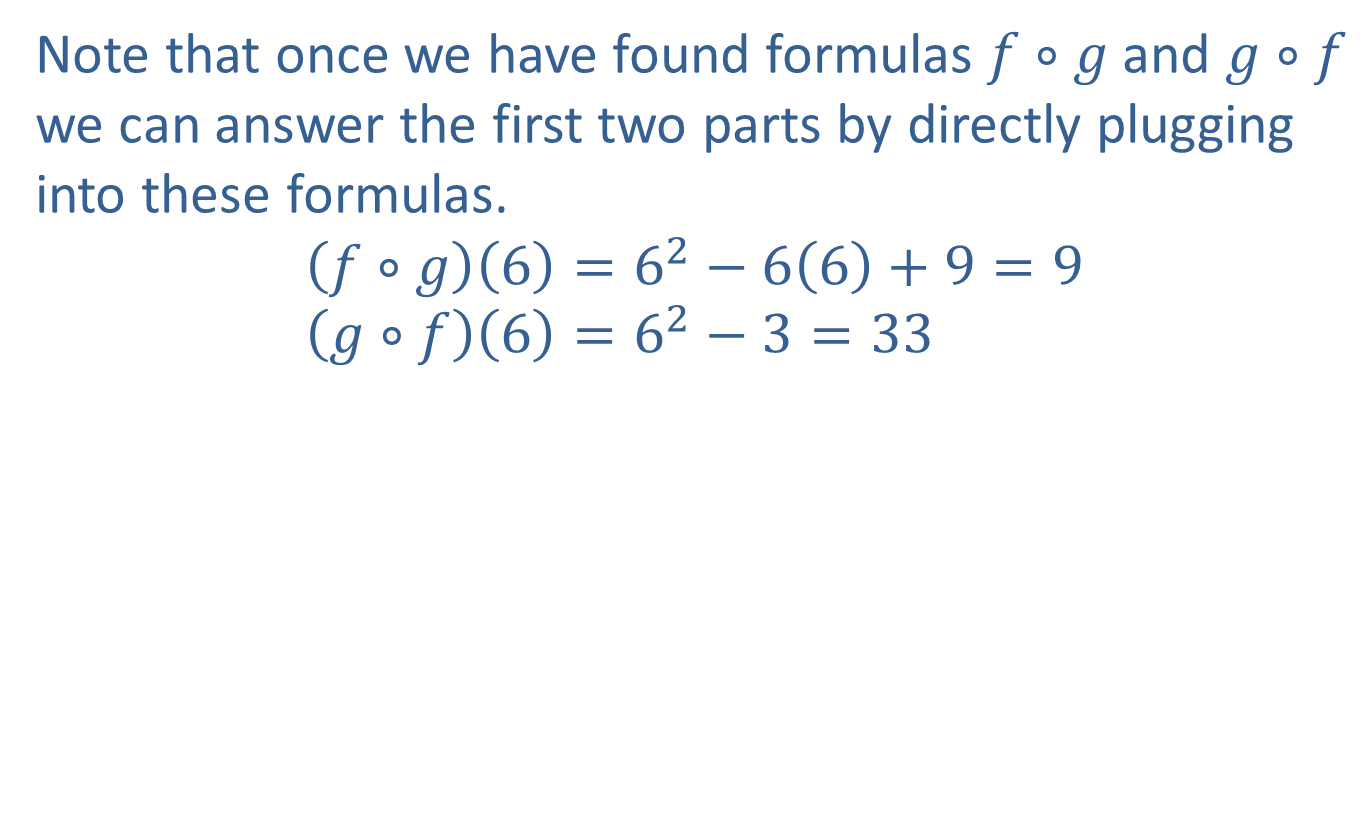 Note that once we have found formulas 𝑓 ∘ 𝑔 and 𝑔 ∘ 𝑓
we can answer the first two parts by directly plugging
into these formulas.
(𝑓 ∘ 𝑔)(6) = 6² − 6(6) + 9 = 9
(𝑔 ∘ 𝑓)(6) = 6² − 3 = 33